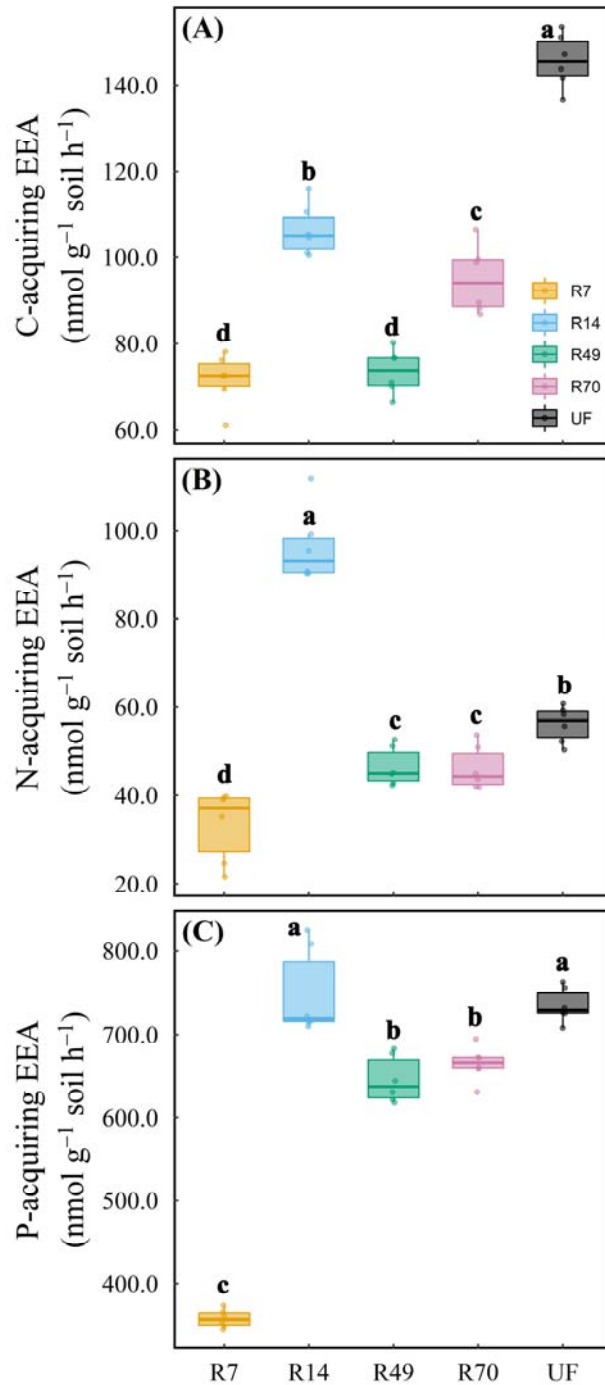 (A)
C-acquiring EEA
(nmol g⁻¹ soil h⁻¹)
140.0
120.0
100.0
80.0
60.0
d
b
d
c
a
R7
R14
R49
R70
UF
(B)
N-acquiring EEA
(nmol g⁻¹ soil h⁻¹)
100.0
80.0
60.0
40.0
20.0
d
a
c
c
b
(C)
P-acquiring EEA
(nmol g⁻¹ soil h⁻¹)
800.0
700.0
600.0
500.0
400.0
c
a
b
b
a
R7 R14 R49 R70 UF